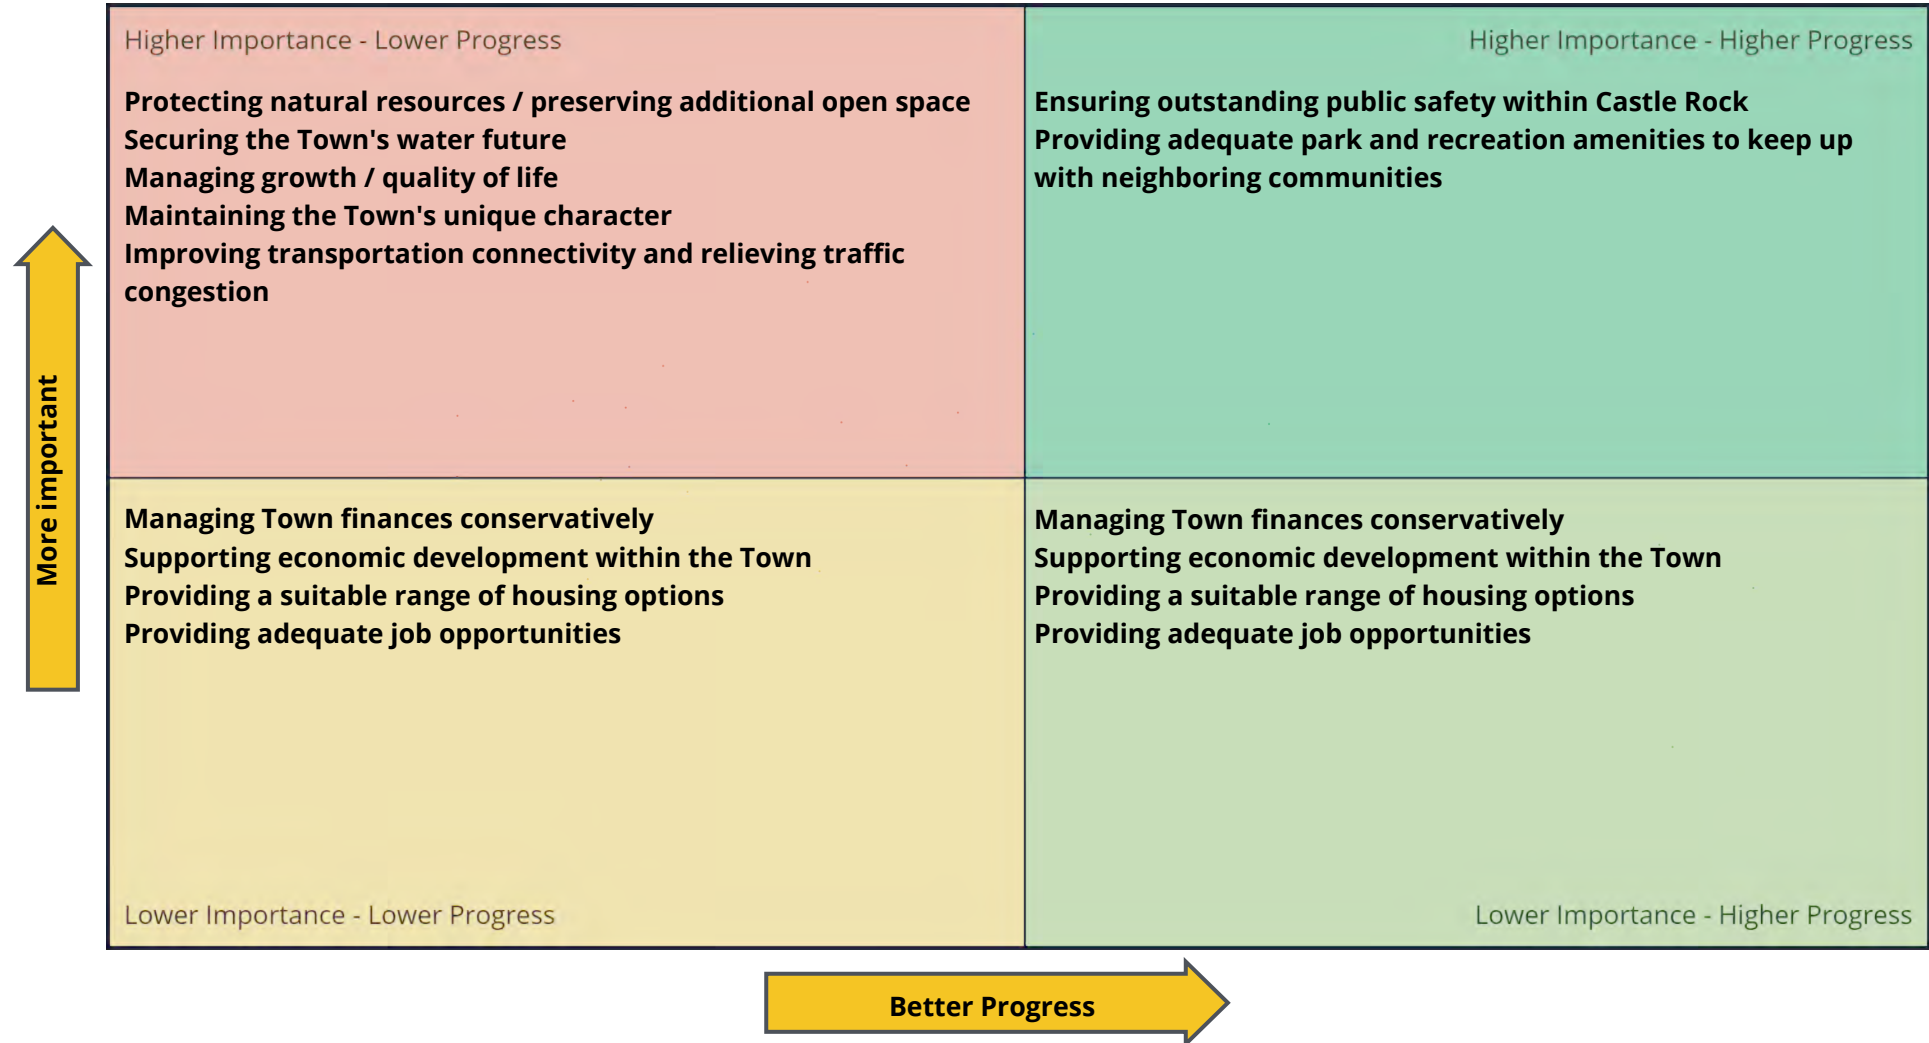 Higher Importance - Lower Progress
Protecting natural resources / preserving additional open space
Securing the Town's water future
Managing growth / quality of life
Maintaining the Town's unique character
Improving transportation connectivity and relieving traffic
congestion
Higher Importance - Higher Progress
Ensuring outstanding public safety within Castle Rock
Providing adequate park and recreation amenities to keep up
with neighboring communities
More important
Managing Town finances conservatively
Supporting economic development within the Town
Providing a suitable range of housing options
Providing adequate job opportunities
Lower Importance - Lower Progress
Managing Town finances conservatively
Supporting economic development within the Town
Providing a suitable range of housing options
Providing adequate job opportunities
Lower Importance - Higher Progress
Better Progress